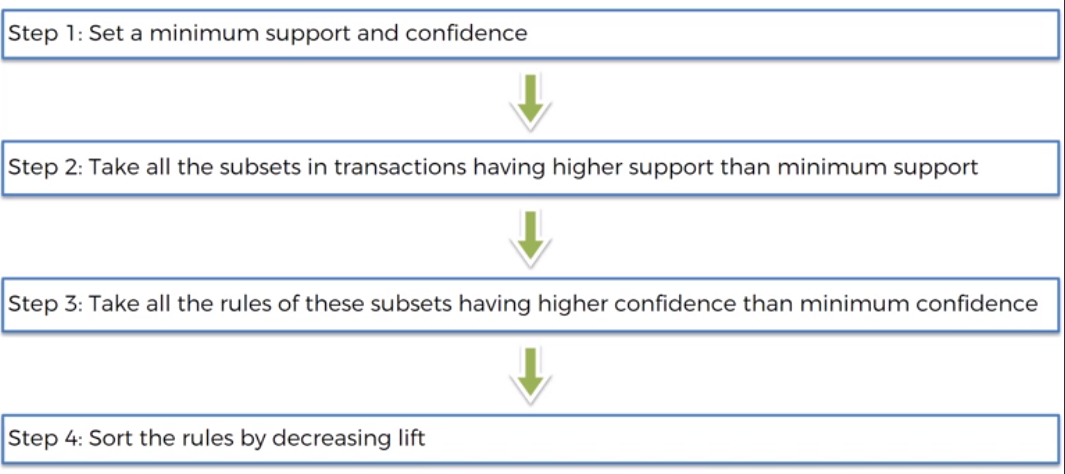 Step 1: Set a minimum support and confidence
Step 2: Take all the subsets in transactions having higher support than minimum support
Step 3: Take all the rules of these subsets having higher confidence than minimum confidence
Step 4: Sort the rules by decreasing lift